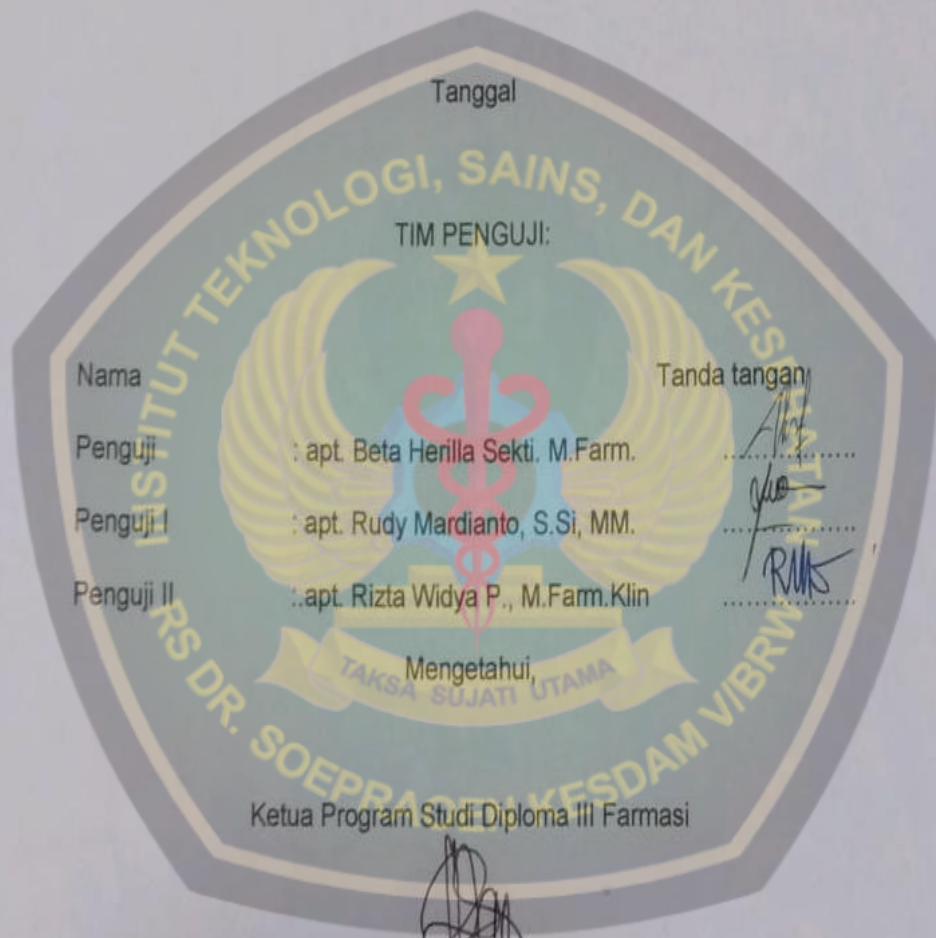 Tanggal
INSTITUT TEKNOLOGI, SAINS, DAN KESEHATAN
TIM PENGUJI:
Nama Tanda tangan
Penguji : apt. Beta Herilla Sekti. M.Farm. ..................
Penguji I : apt. Rudy Mardianto, S.Si, MM. ..................
Penguji II :.apt. Rizta Widya P., M.Farm.Klin ..................
Mengetahui,
TAKSA SUJATI UTAMA
RS DR. SOEPRAOEN KESDAM V/BRW
Ketua Program Studi Diploma III Farmasi